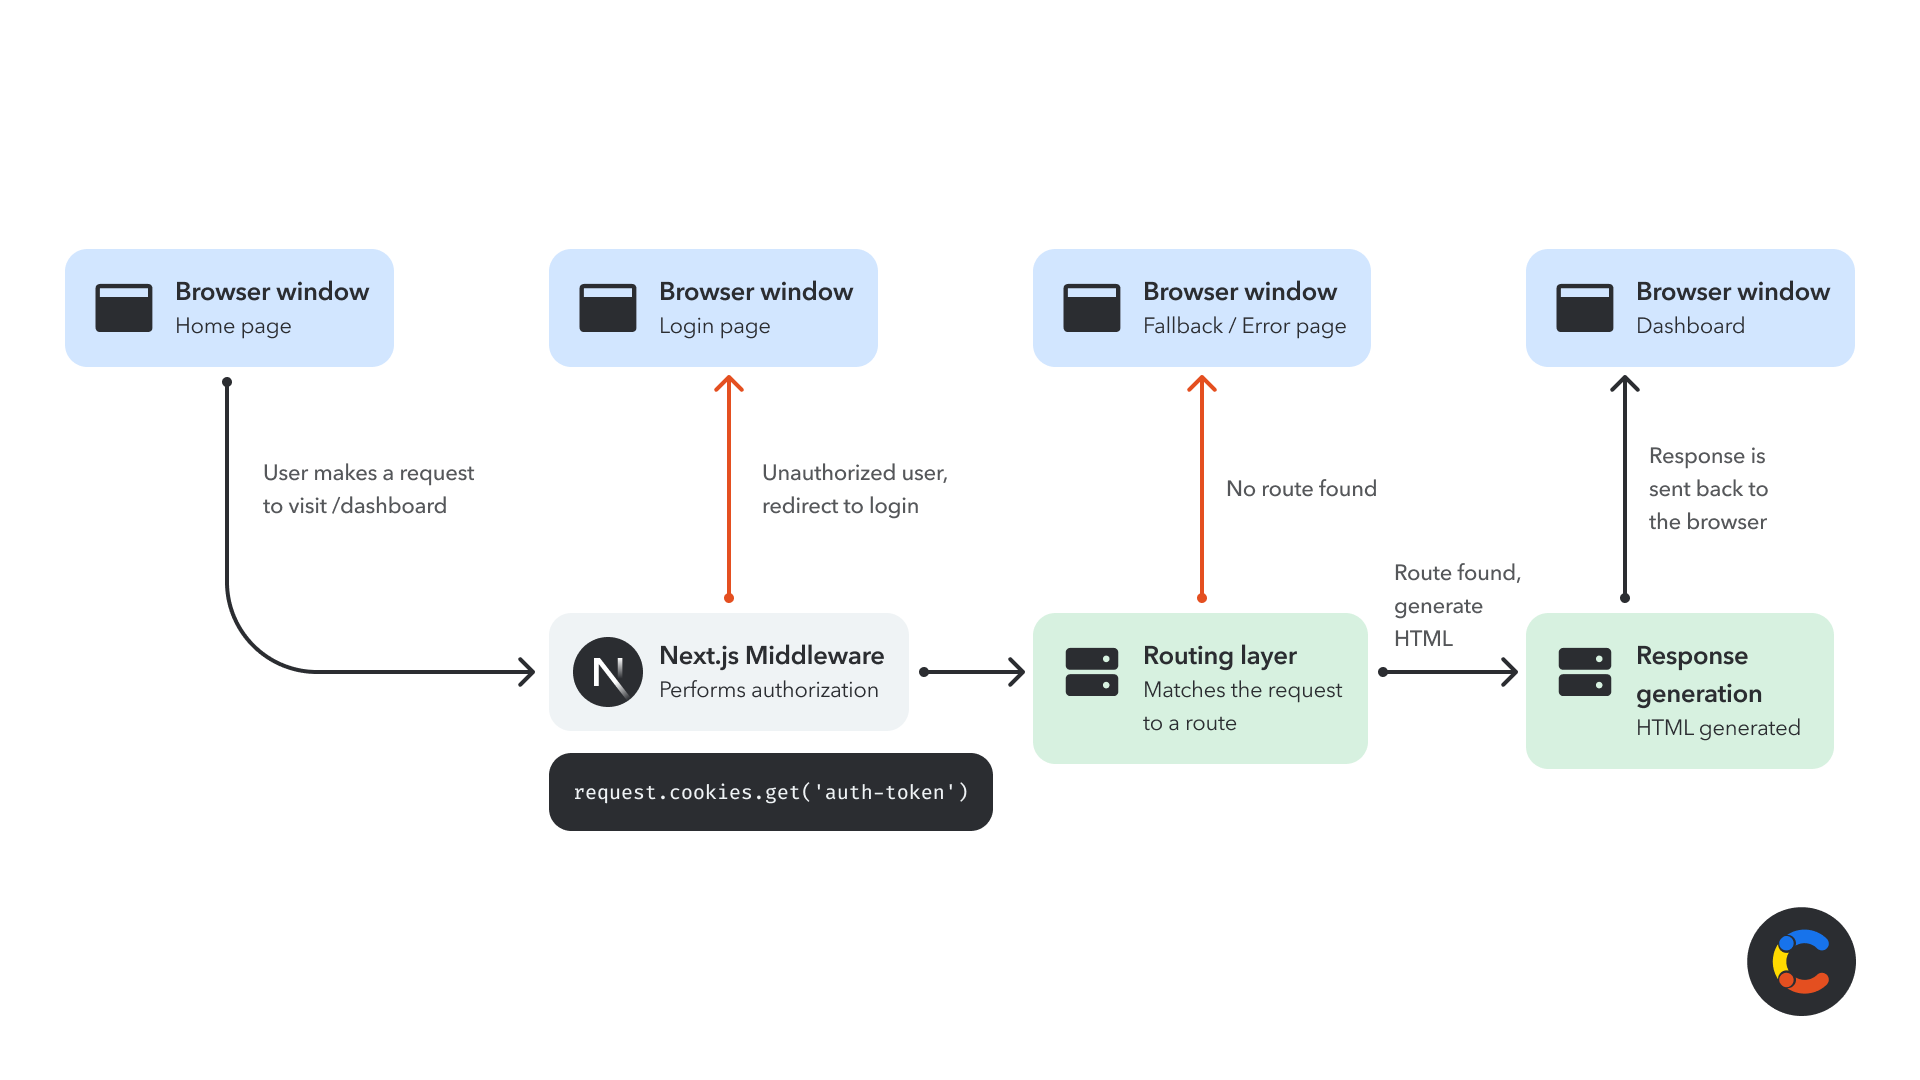 Browser window
Home page
Browser window
Login page
Browser window
Fallback / Error page
Browser window
Dashboard
User makes a request
to visit /dashboard
Unauthorized user,
redirect to login
No route found
Response is
sent back to
the browser
Route found,
generate
HTML
Next.js Middleware
Performs authorization
request.cookies.get('auth-token')
Routing layer
Matches the request
to a route
Response
generation
HTML generated